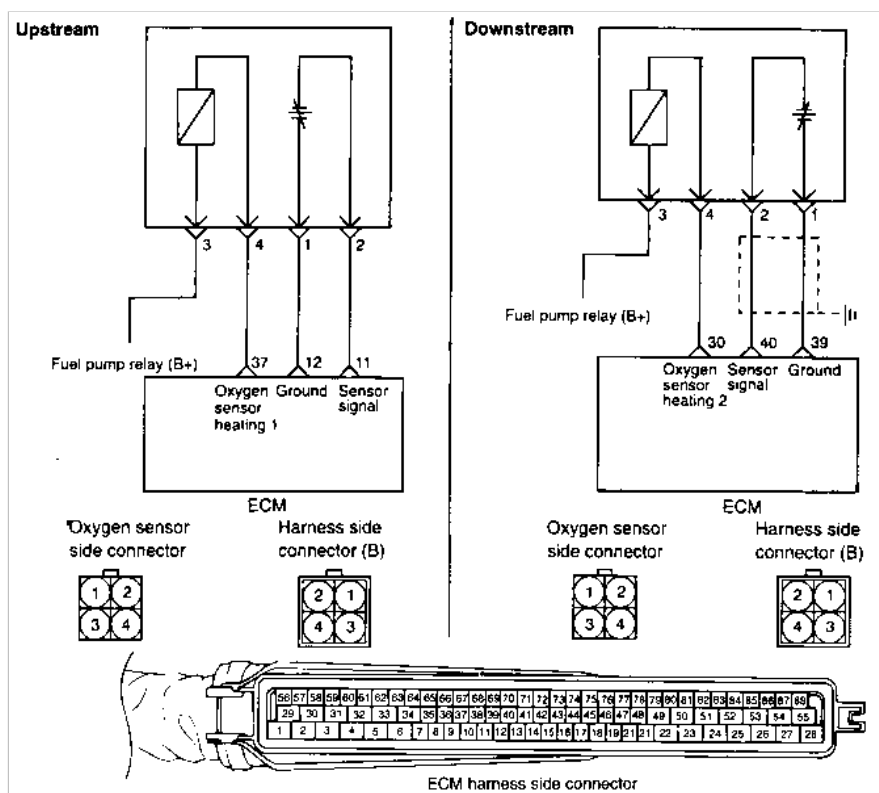 Upstream
Downstream
3 4 1 2
3 4 2 1
Fuel pump relay (B+)
Fuel pump relay (B+)
37 12 11
30 40 39
Oxygen sensor heating 1
Ground
Sensor signal
Oxygen sensor heating 2
Sensor signal
Ground
ECM
ECM
Oxygen sensor
side connector
Harness side
connector (B)
Oxygen sensor
side connector
Harness side
connector (B)
1 2
2 1
1 2
2 1
3 4
4 3
3 4
4 3
56 57 58 59 60 61 62 63 64 65 66 67 68 69 70 71 72 73 74 75 76 77 78 79 80 81 82 83 84 85 86 87
29 30 31 32 33 34 35 36 37 38 39 40 41 42 43 44 45 46 47 48 49 50 51 52 53 54 55
1 2 3 4 5 6 7 8 9 10 11 12 13 14 15 16 17 18 19 21 21 22 23 24 25 26 27 28
ECM harness side connector